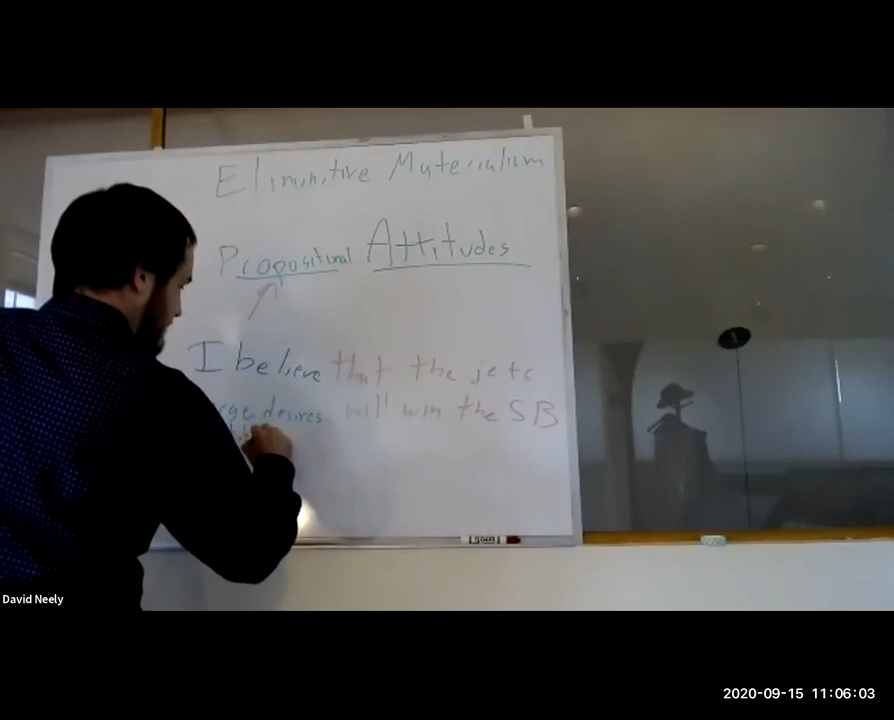 Eliminitive Materialism
Propositional Attitudes
I believe that the jets
desires will win the SB
David Neely
2020-09-15 11:06:03